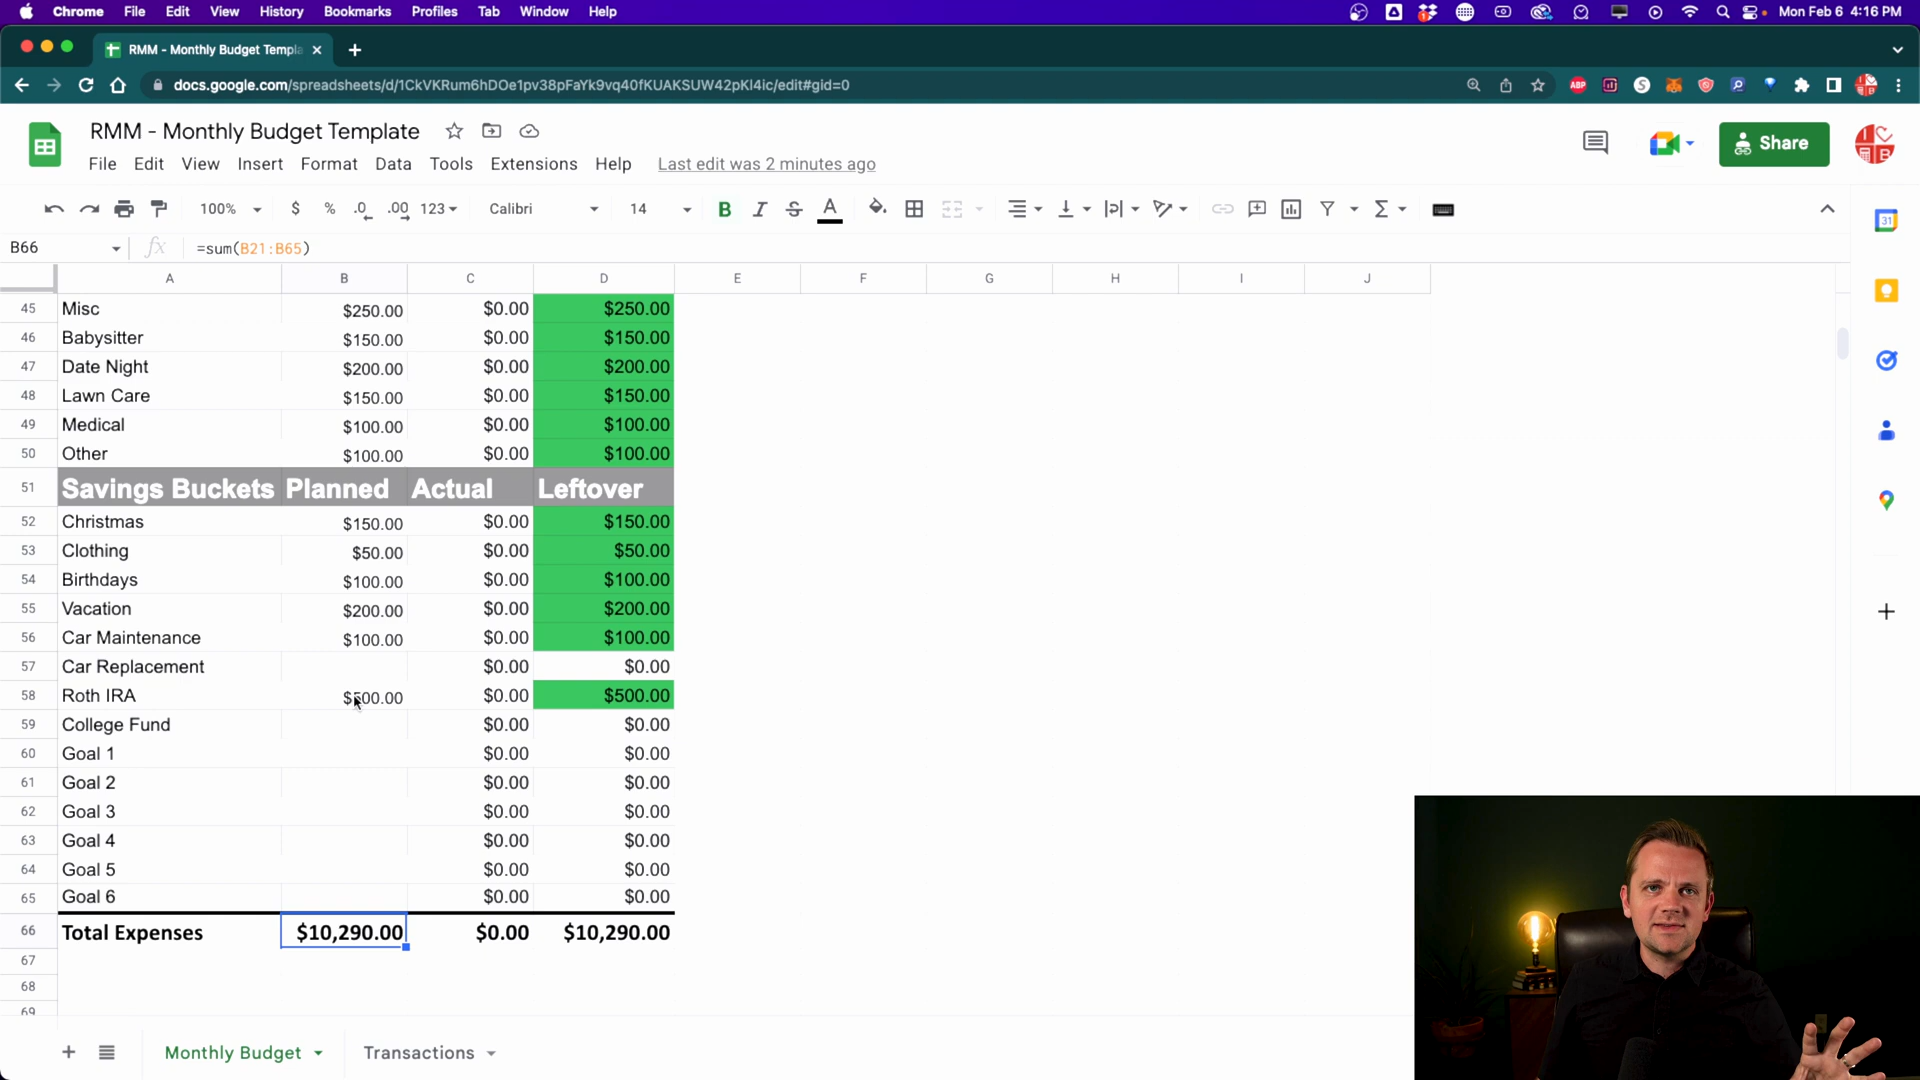 Chrome File Edit View History Bookmarks Profiles Tab Window Help Mon Feb 6 4:16 PM
RMM - Monthly Budget Templa
docs.google.com/spreadsheets/d/1CkVKRum6hDOe1pv38pFaYk9vq40fKUAKSUW42pKl4ic/edit#gid=0
ABP
RMM - Monthly Budget Template
Share
File Edit View Insert Format Data Tools Extensions Help Last edit was 2 minutes ago
100% $ % .0 .00 123 Calibri 14 B I S A
B66 fx =sum(B21:B65)
31
A B C D E F G H I J
45 Misc $250.00 $0.00 $250.00
46 Babysitter $150.00 $0.00 $150.00
47 Date Night $200.00 $0.00 $200.00
48 Lawn Care $150.00 $0.00 $150.00
49 Medical $100.00 $0.00 $100.00
50 Other $100.00 $0.00 $100.00
51 Savings Buckets Planned Actual Leftover
52 Christmas $150.00 $0.00 $150.00
53 Clothing $50.00 $0.00 $50.00
54 Birthdays $100.00 $0.00 $100.00
55 Vacation $200.00 $0.00 $200.00
56 Car Maintenance $100.00 $0.00 $100.00
57 Car Replacement $0.00 $0.00
58 Roth IRA $500.00 $0.00 $500.00
59 College Fund $0.00 $0.00
60 Goal 1 $0.00 $0.00
61 Goal 2 $0.00 $0.00
62 Goal 3 $0.00 $0.00
63 Goal 4 $0.00 $0.00
64 Goal 5 $0.00 $0.00
65 Goal 6 $0.00 $0.00
66 Total Expenses $10,290.00 $0.00 $10,290.00
67
68
69
Monthly Budget Transactions